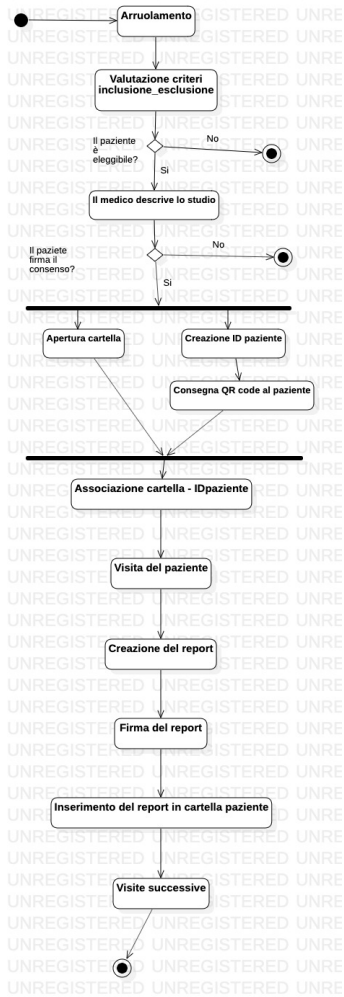 Arruolamento
Valutazione criteri
inclusione_esclusione
Il paziente
è
eleggibile?
No
Si
Il medico descrive lo studio
Il paziete
firma il
consenso?
No
Si
Apertura cartella
Creazione ID paziente
Consegna QR code al paziente
Associazione cartella - IDpaziente
Visita del paziente
Creazione del report
Firma del report
Inserimento del report in cartella paziente
Visite successive
UNREGISTERED UNREGISTERED UNRE